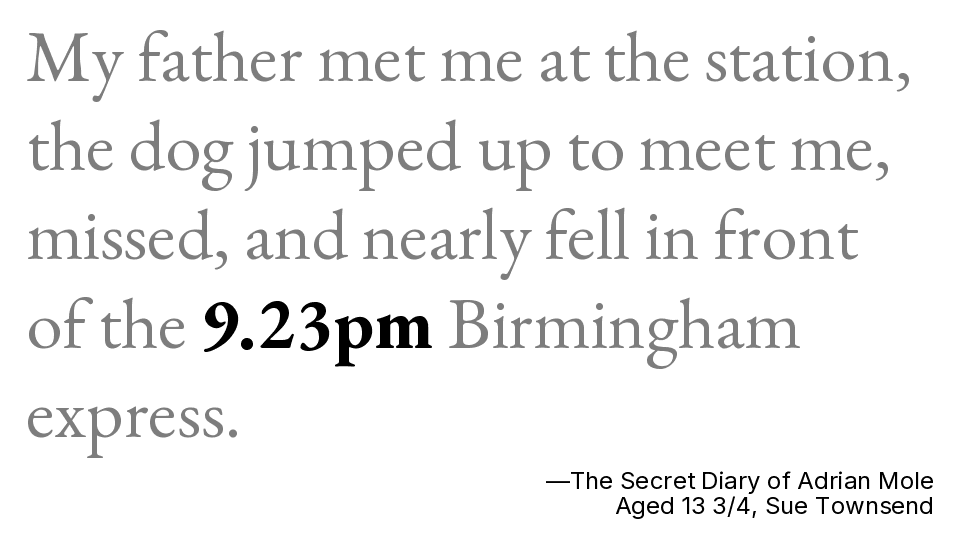 My father met me at the station,
the dog jumped up to meet me,
missed, and nearly fell in front
of the 9.23pm Birmingham
express.
—The Secret Diary of Adrian Mole
Aged 13 3/4, Sue Townsend